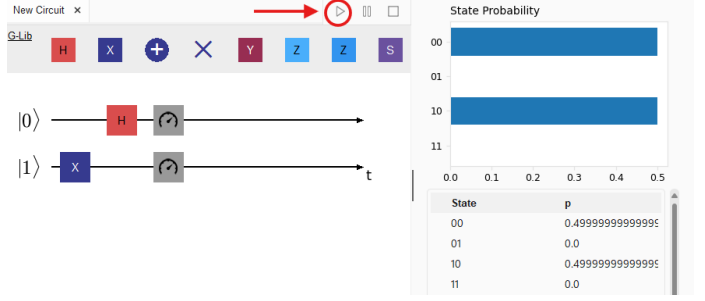 New Circuit ×
G-Lib
H X Y Z Z S
|0⟩ H
|1⟩ X
t
State Probability
00
01
10
11
0.0 0.1 0.2 0.3 0.4 0.5
State p
00 0.49999999999999
01 0.0
10 0.49999999999999
11 0.0